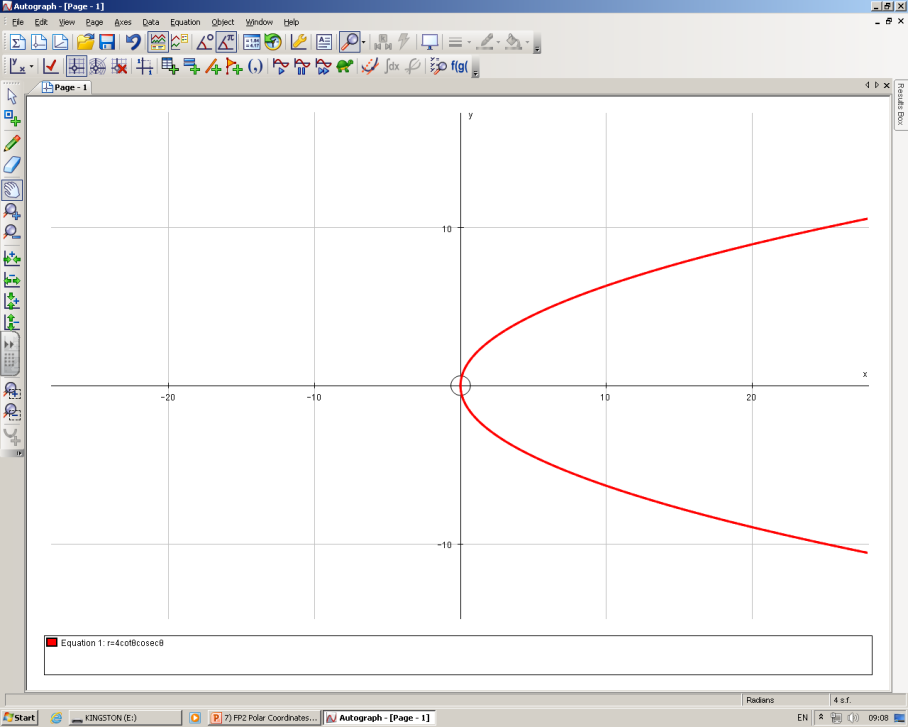 Autograph - [Page - 1]
File Edit View Page Axes Data Equation Object Window Help
Page - 1
Results Box
y
10
x
-20 -10 10 20
-10
Equation 1: r=4cotθcosecθ
Radians 4 s.f.
Start KINGSTON (E:) 7) FP2 Polar Coordinates... Autograph - [Page - 1] EN 09:08